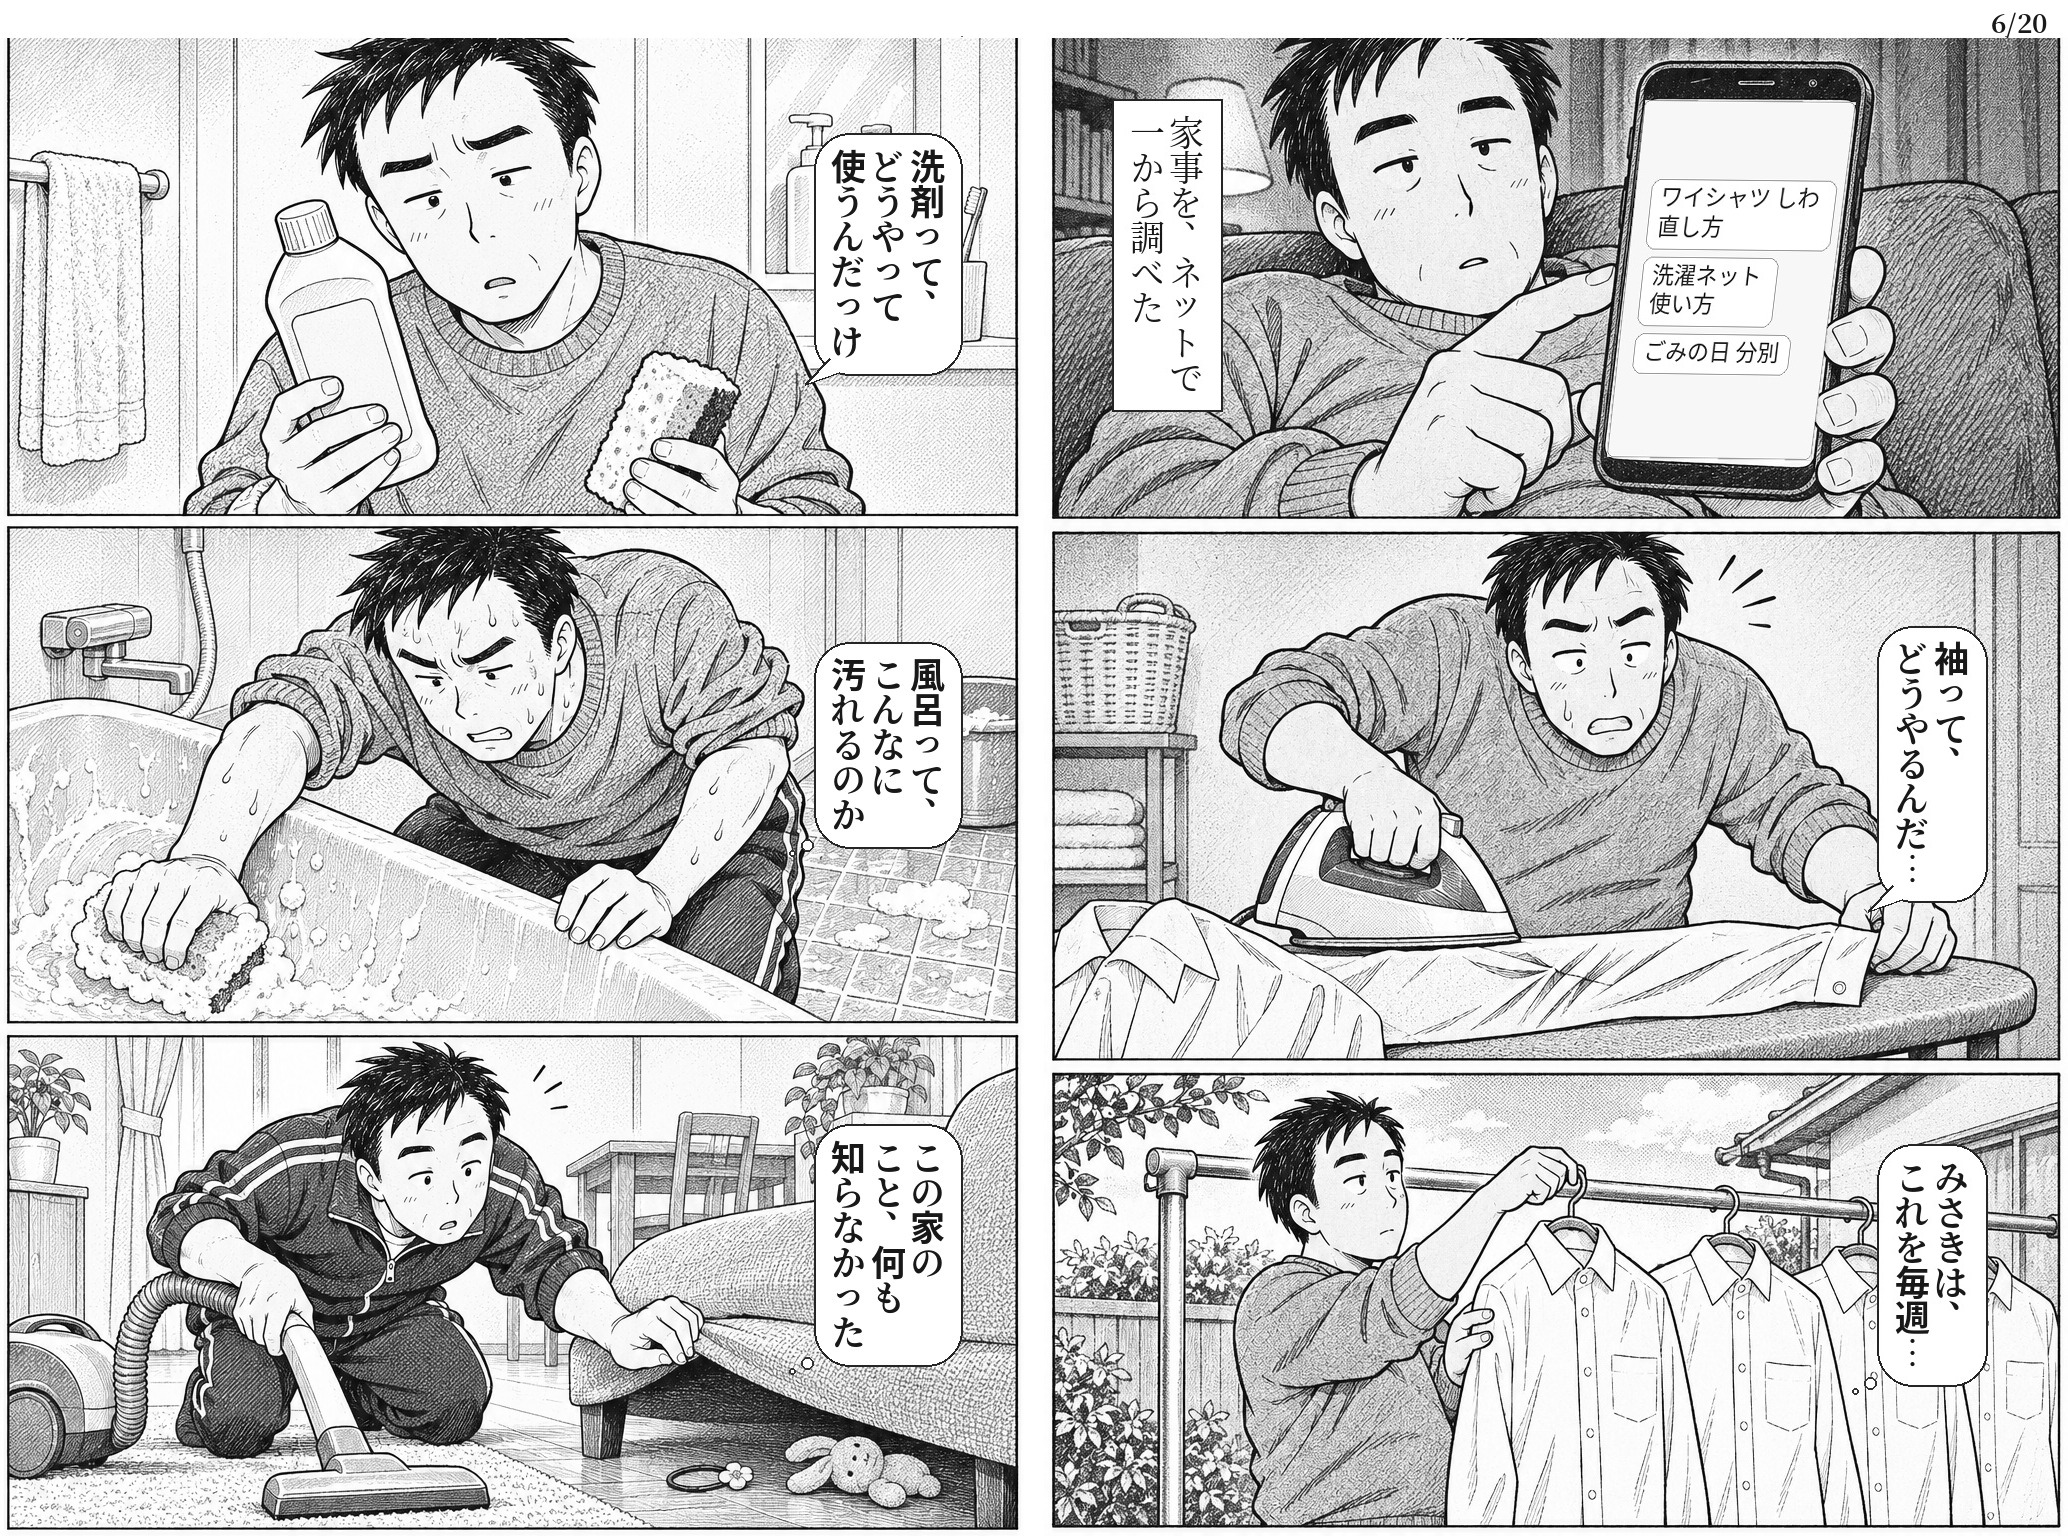 6/20
家事を、ネットで
一から調べた
ワイシャツ しわ
直し方
洗濯ネット
使い方
ごみの日 分別
袖って、
どうやるんだ…
みさきは、
これを毎週…
洗剤って、
どうやって
使うんだっけ
風呂って、
こんなに
汚れるのか
この家の
こと、何も
知らなかった